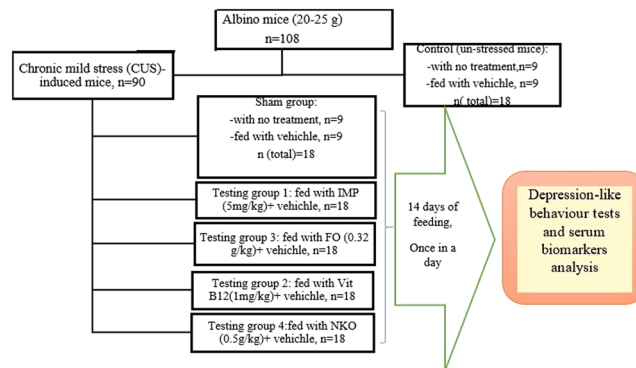 Albino mice (20-25 g)
n=108
Chronic mild stress (CUS)-
induced mice, n=90
Control (un-stressed mice):
-with no treatment,n=9
-fed with vehichle, n=9
n( total)=18
Sham group:
-with no treatment, n=9
-fed with vehichle, n=9
n (total)=18
Testing group 1: fed with IMP
(5mg/kg)+ vehichle, n=18
Testing group 3: fed with FO (0.32
g/kg)+ vehichle, n=18
Testing group 2: fed with Vit
B12(1mg/kg)+ vehichle, n=18
Testing group 4:fed with NKO
(0.5g/kg)+ vehichle, n=18
14 days of
feeding,
Once in a
day
Depression-like
behaviour tests
and serum
biomarkers
analysis